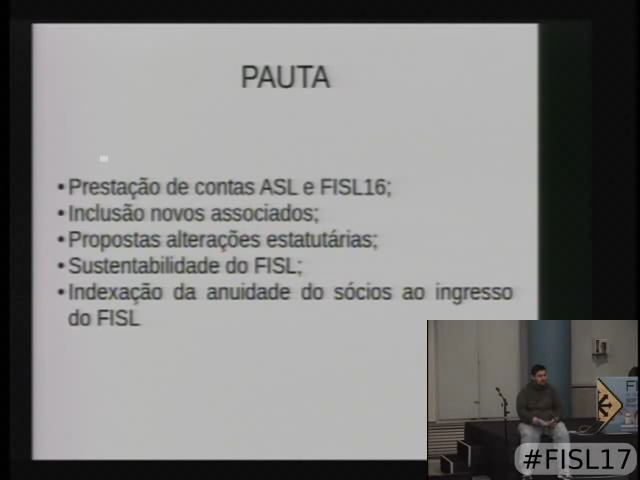 PAUTA
•Prestação de contas ASL e FISL16;
•Inclusão novos associados;
•Propostas alterações estatutárias;
•Sustentabilidade do FISL;
•Indexação da anuidade do sócios ao ingresso
do FISL
#FISL17